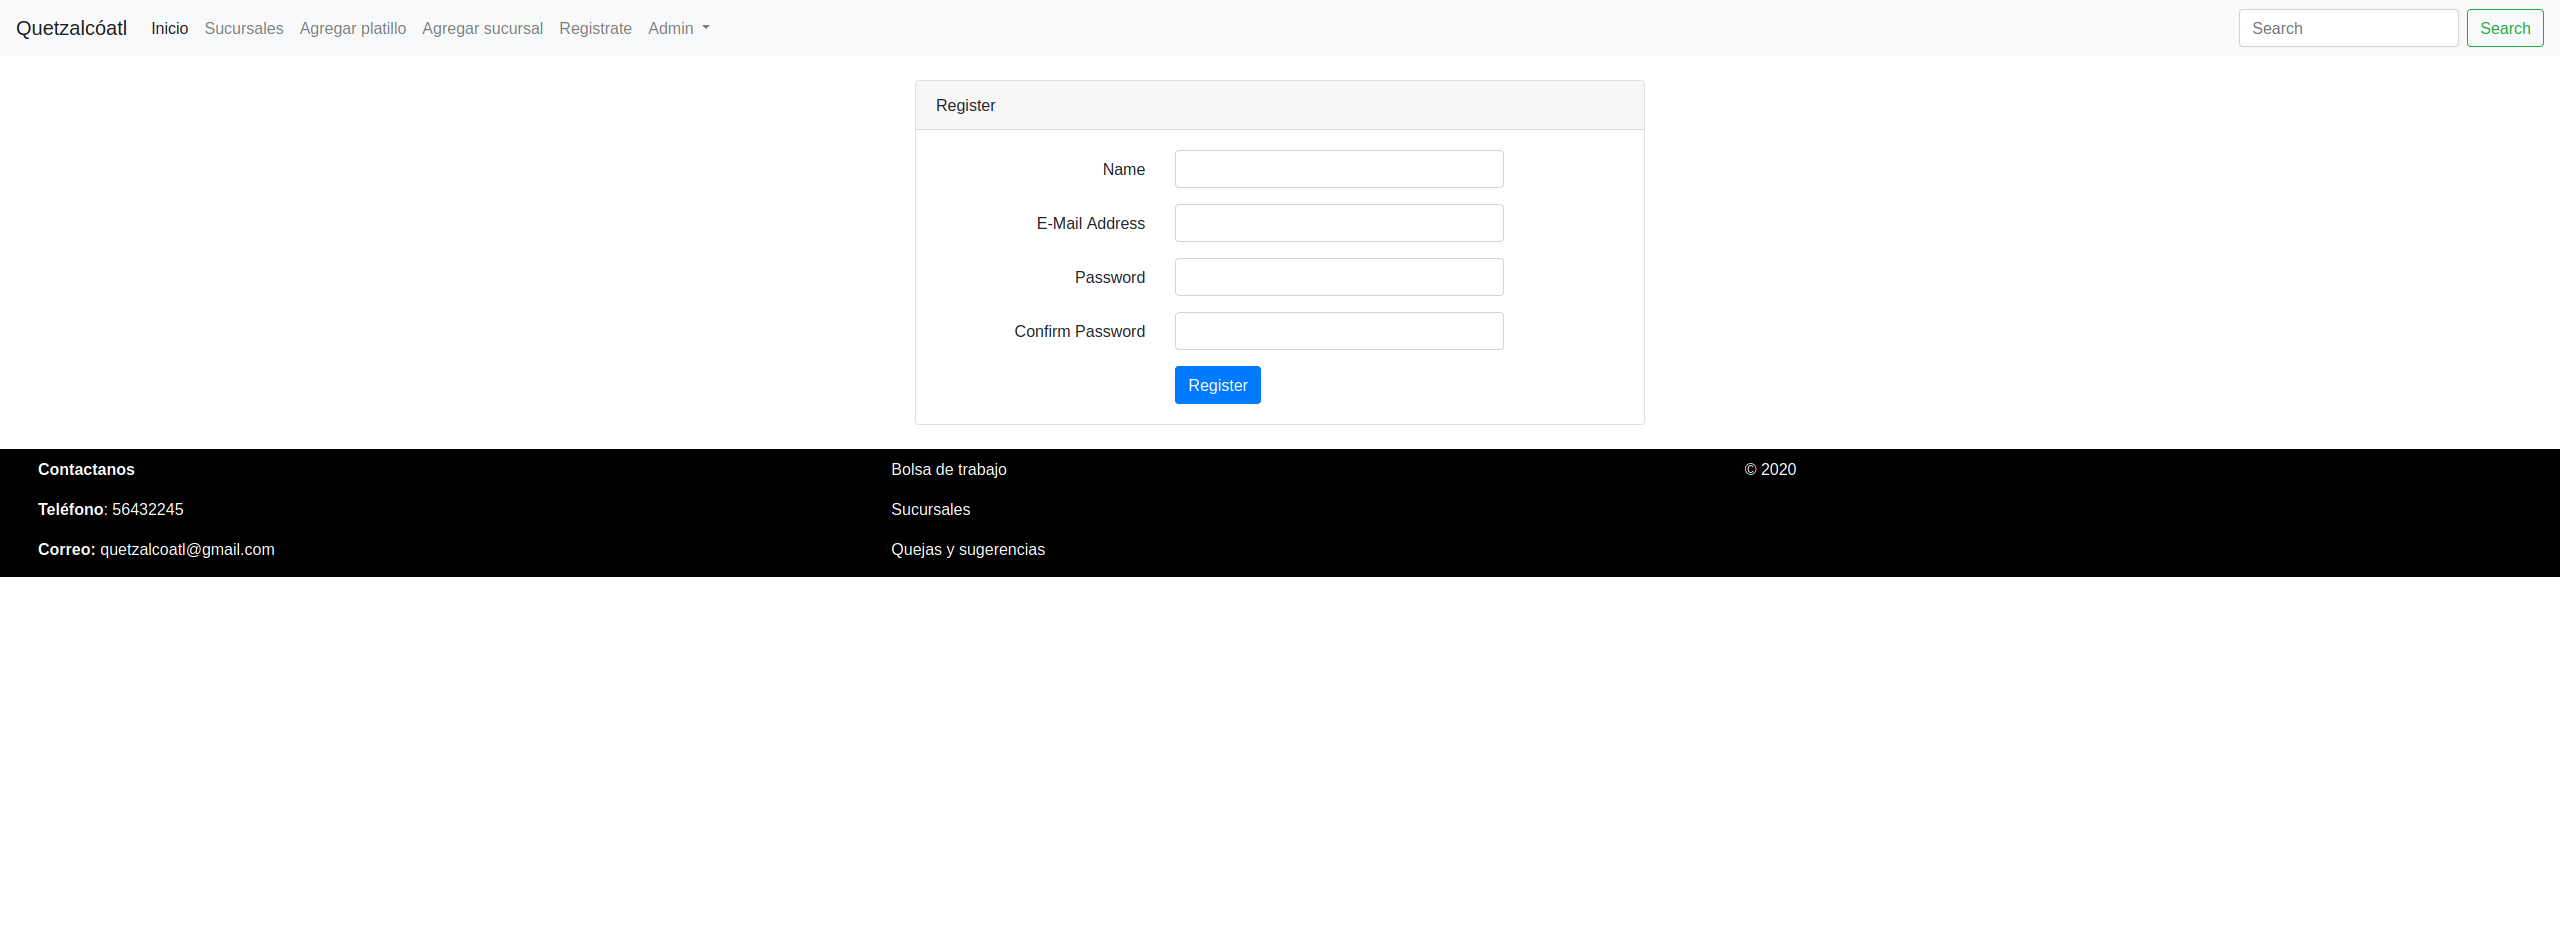 Quetzalcóatl Inicio Sucursales Agregar platillo Agregar sucursal Registrate Admin Search Search
Register
Name
E-Mail Address
Password
Confirm Password
Register
Contactanos
Teléfono: 56432245
Correo: quetzalcoatl@gmail.com
Bolsa de trabajo
Sucursales
Quejas y sugerencias
© 2020